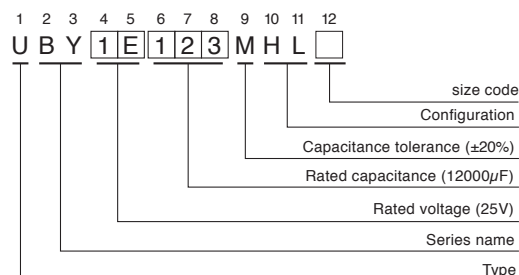 1 2 3 4 5 6 7 8 9 10 11 12
U B Y 1 E 1 2 3 M H L
size code
Configuration
Capacitance tolerance (±20%)
Rated capacitance (12000µF)
Rated voltage (25V)
Series name
Type